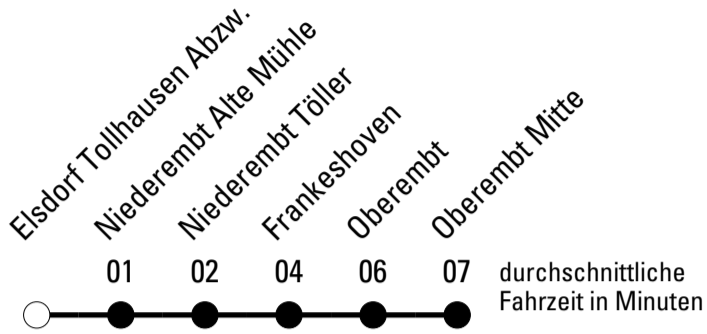 Elsdorf Tollhausen Abzw.
Niederembt Alte Mühle
Niederembt Töller
Frankeshoven
Oberembt
Oberembt Mitte
01 02 04 06 07
durchschnittliche
Fahrzeit in Minuten